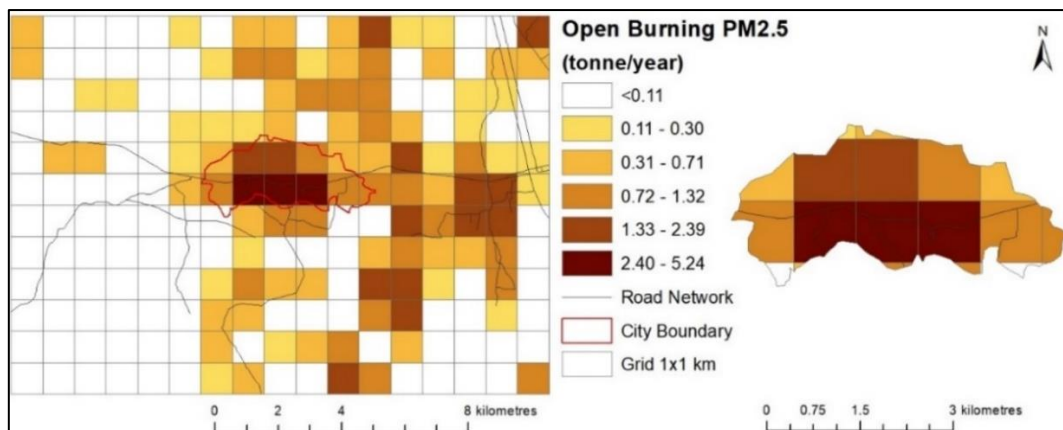 Open Burning PM2.5
(tonne/year)
<0.11
0.11 - 0.30
0.31 - 0.71
0.72 - 1.32
1.33 - 2.39
2.40 - 5.24
Road Network
City Boundary
Grid 1x1 km
N
0 2 4 8 kilometres
0 0.75 1.5 3 kilometres